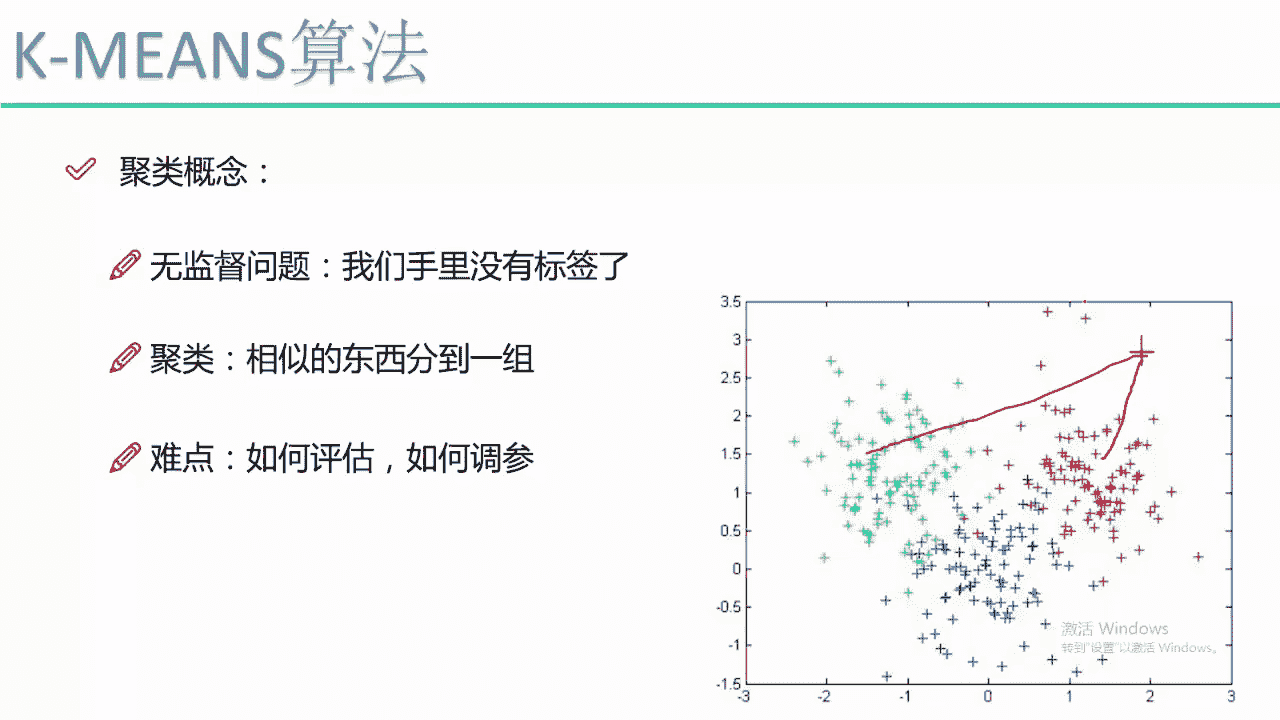 K-MEANS算法
聚类概念：
无监督问题：我们手里没有标签了
聚类：相似的东西分到一组
难点：如何评估，如何调参
3.5
3
2.5
2
1.5
1
0.5
0
-0.5
-1
-1.5
-3 -2 -1 0 1 2 3
激活 Windows
转到"设置"以激活 Windows。